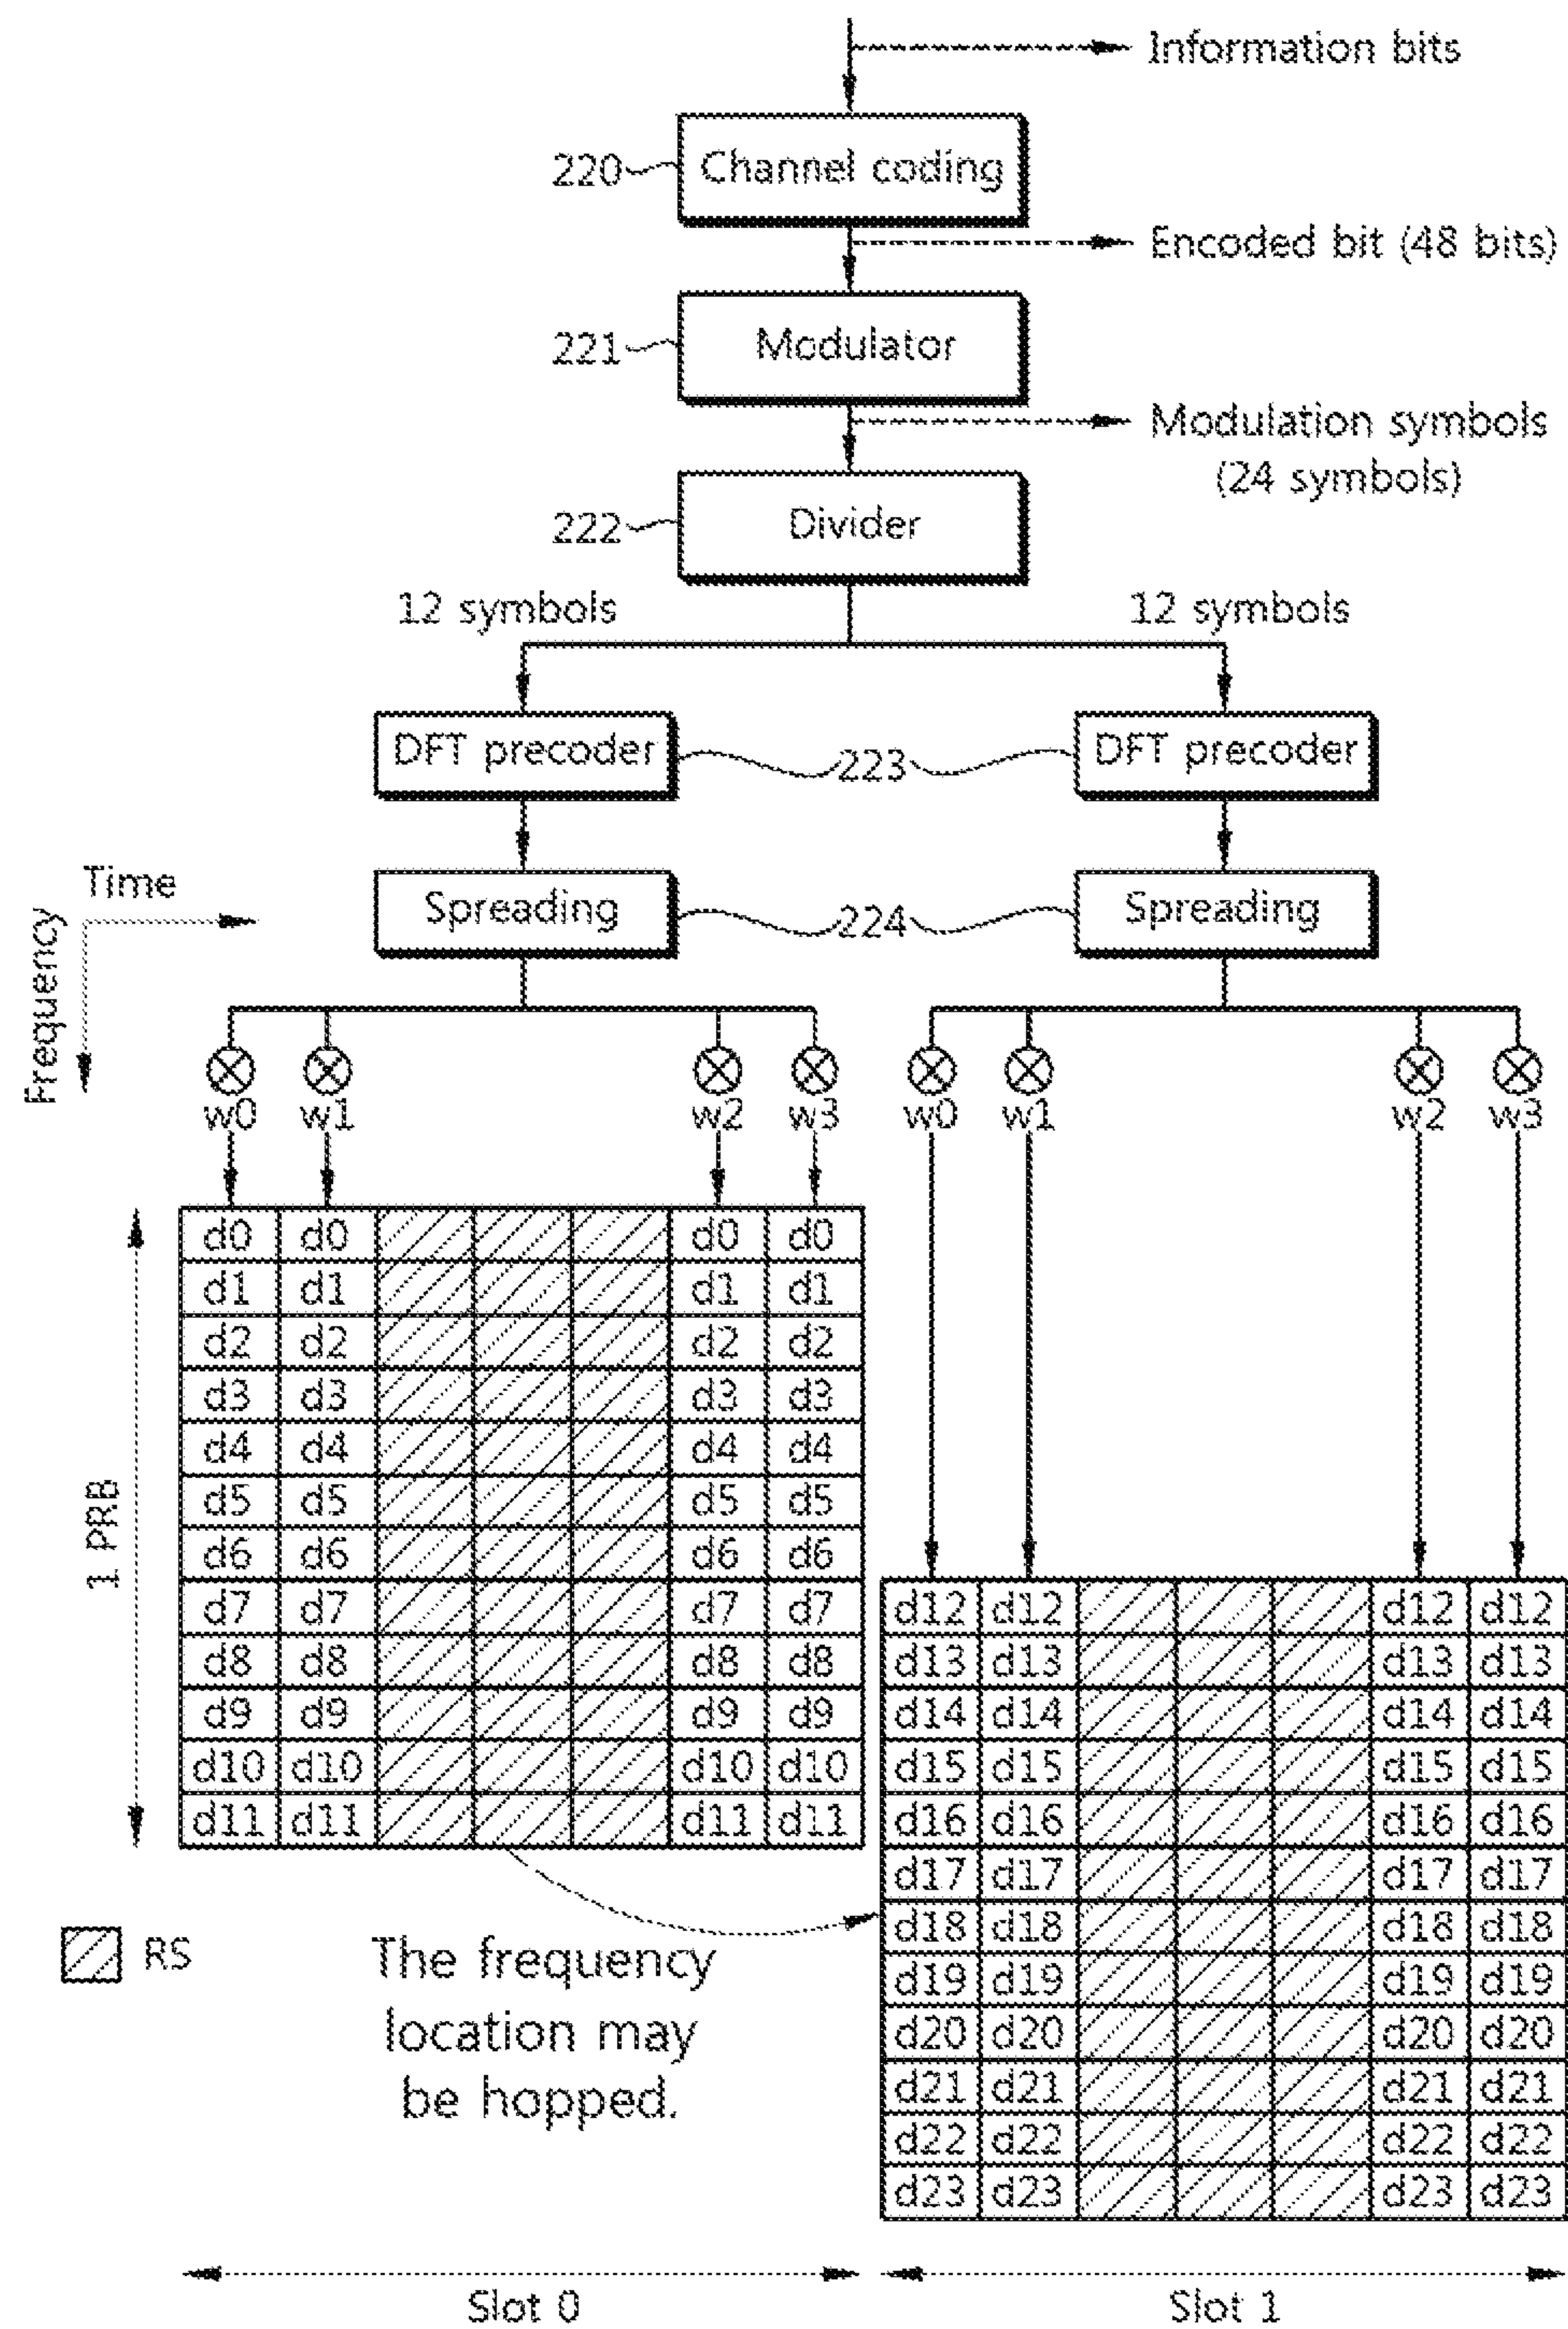 Information bits
220
Channel coding
Encoded bit (48 bits)
221
Modulator
Modulation symbols
(24 symbols)
222
Divider
12 symbols 12 symbols
DFT precoder 223 DFT precoder
Time
Frequency
Spreading 224 Spreading
w0 w1 w2 w3 w0 w1 w2 w3
1 PRB
d0 d0 d0 d0
d1 d1 d1 d1
d2 d2 d2 d2
d3 d3 d3 d3
d4 d4 d4 d4
d5 d5 d5 d5
d6 d6 d6 d6
d7 d7 d7 d7
d8 d8 d8 d8
d9 d9 d9 d9
d10 d10 d10 d10
d11 d11 d11 d11
d12 d12 d12 d12
d13 d13 d13 d13
d14 d14 d14 d14
d15 d15 d15 d15
d16 d16 d16 d16
d17 d17 d17 d17
d18 d18 d18 d18
d19 d19 d19 d19
d20 d20 d20 d20
d21 d21 d21 d21
d22 d22 d22 d22
d23 d23 d23 d23
RS
The frequency
location may
be hopped.
Slot 0 Slot 1